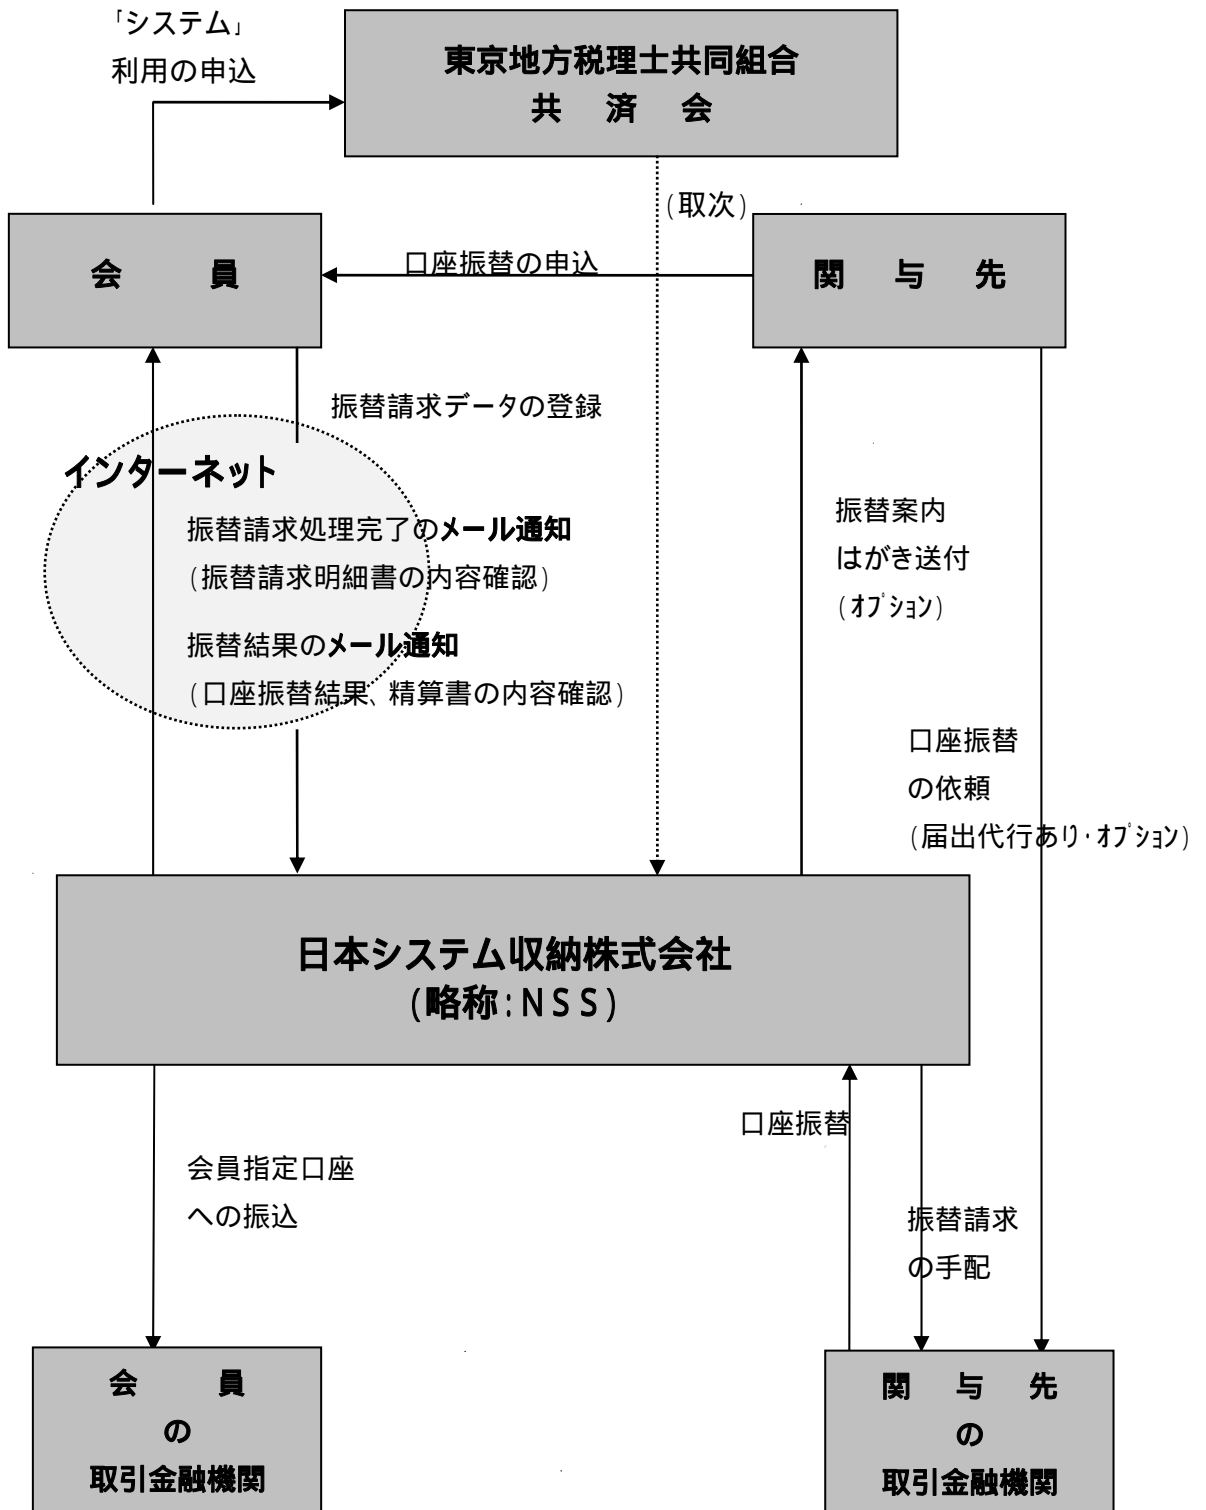 「システム」
利用の申込
東京地方税理士共同組合
共 済 会
(取次)
会 員
口座振替の申込
関 与 先
振替請求データの登録
インターネット
振替請求処理完了のメール通知
(振替請求明細書の内容確認)
振替結果のメール通知
(口座振替結果、精算書の内容確認)
振替案内
はがき送付
(ｵﾌﾟｼｮﾝ)
口座振替
の依頼
(届出代行あり・ｵﾌﾟｼｮﾝ)
日本システム収納株式会社
(略称:NSS)
口座振替
会員指定口座
への振込
振替請求
の手配
会 員
の
取引金融機関
関 与 先
の
取引金融機関